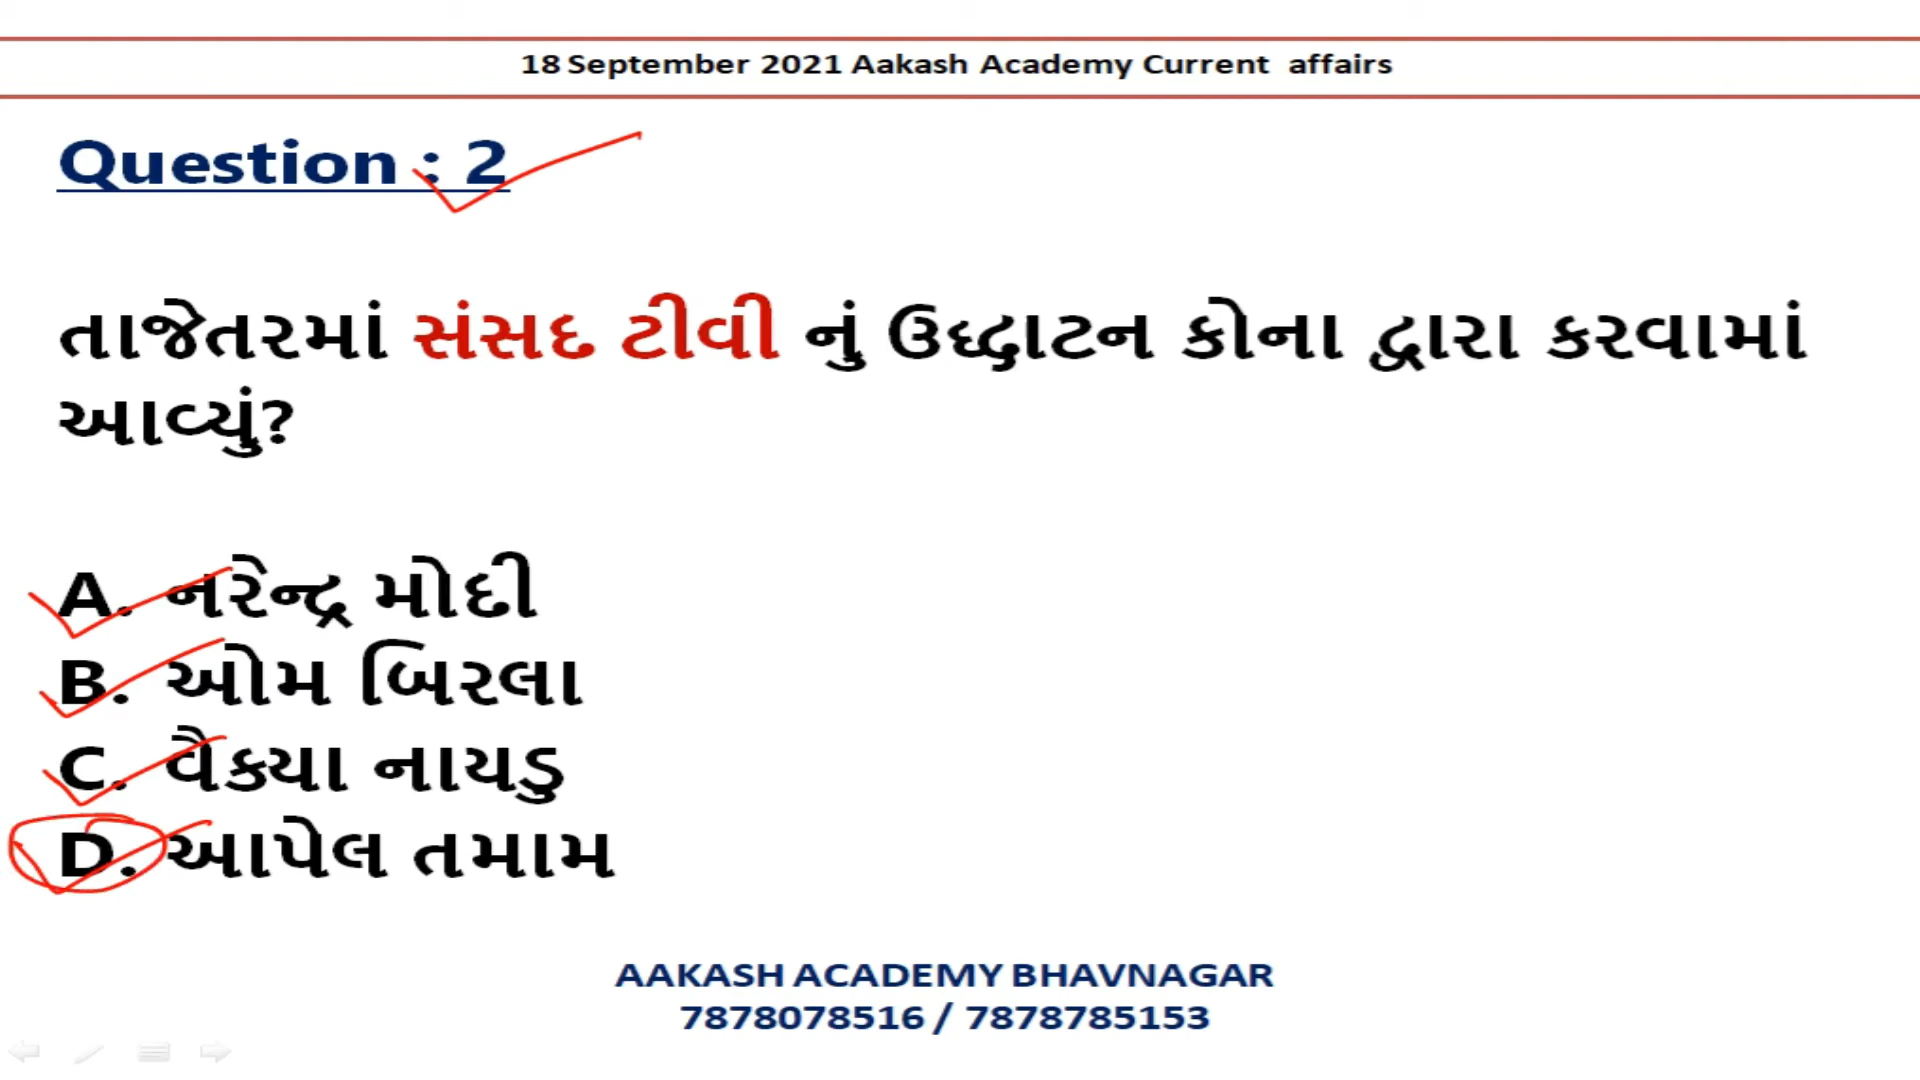 18 September 2021 Aakash Academy Current affairs
Question : 2
તાજેતરમાં સંસદ ટીવી નું ઉદ્ધાટન કોના દ્વારા કરવામાં
આવ્યું?
A. નરેન્દ્ર મોદી
B. ઓમ બિરલા
C. વૈક્યા નાયડુ
D. આપેલ તમામ
AAKASH ACADEMY BHAVNAGAR
7878078516 / 7878785153